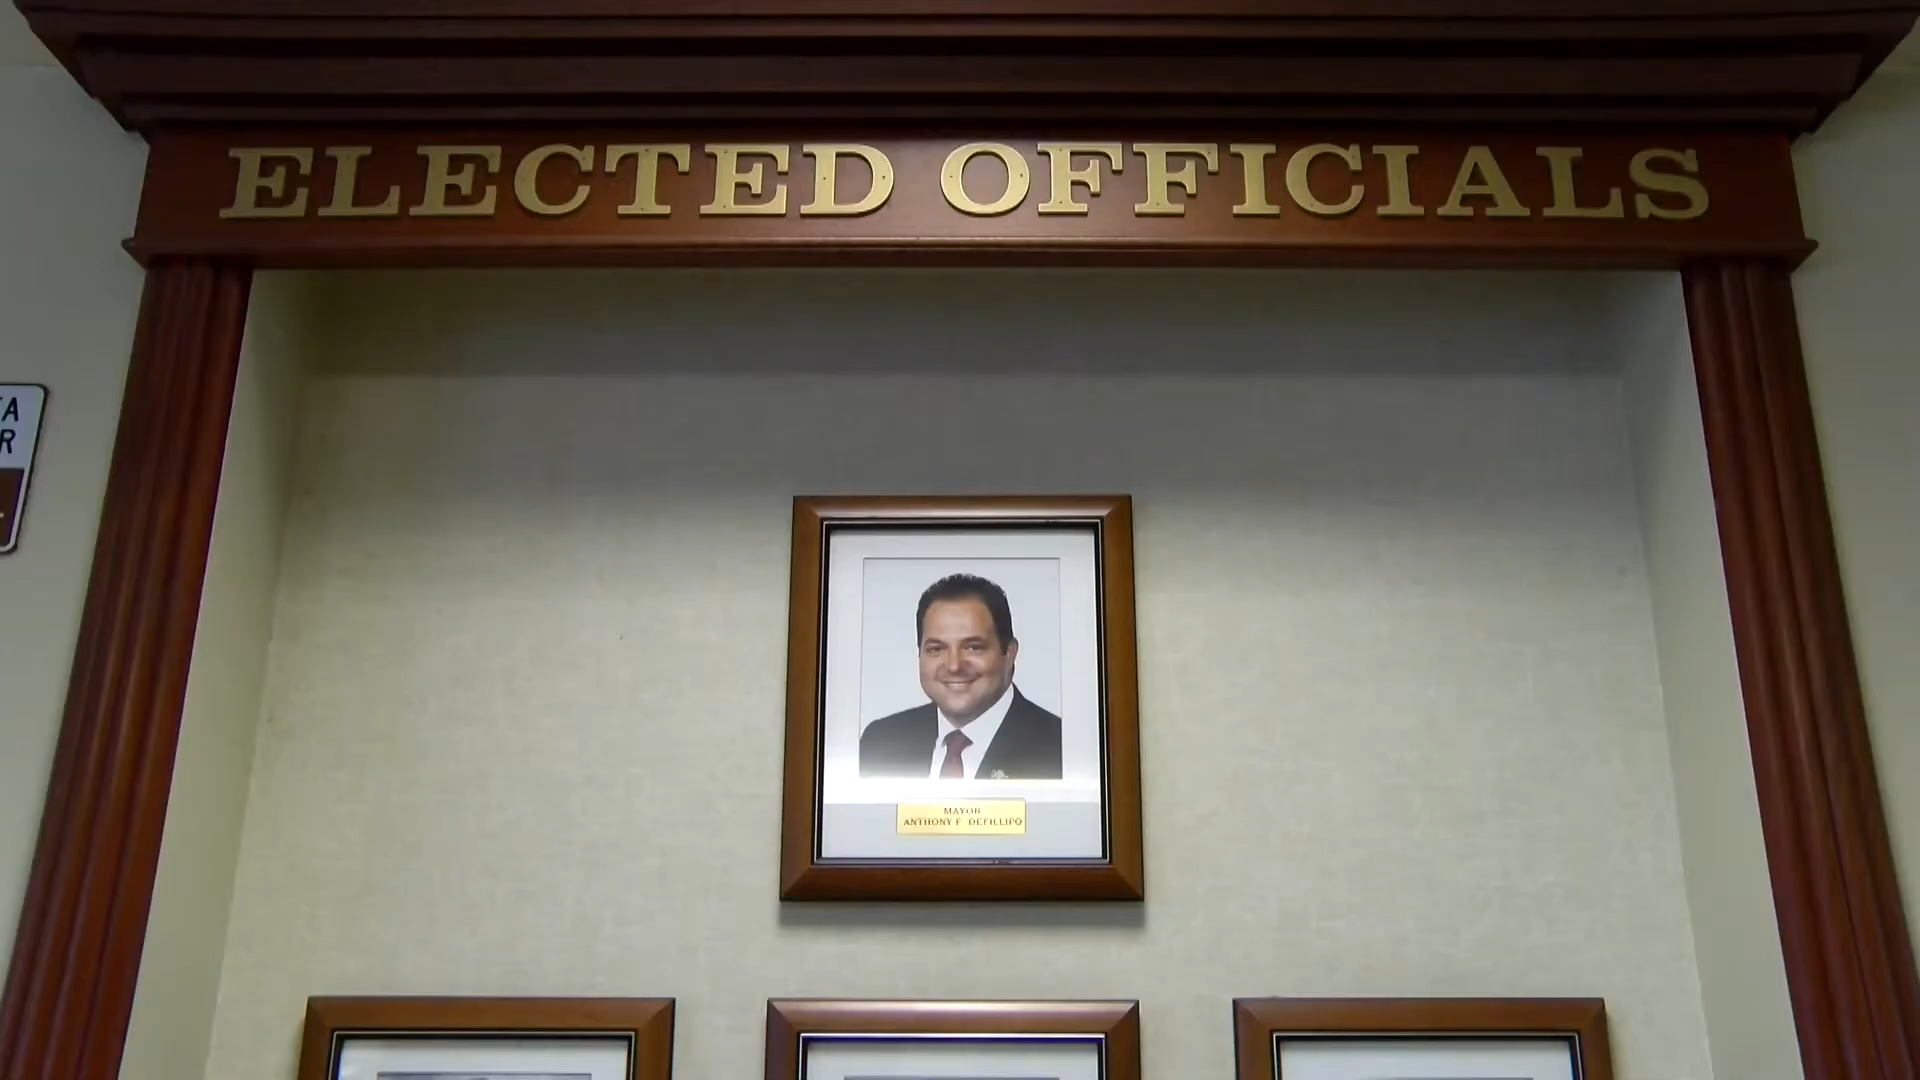 ELECTED OFFICIALS
A
R
MAYOR
ANTHONY F. DEFILLIPO